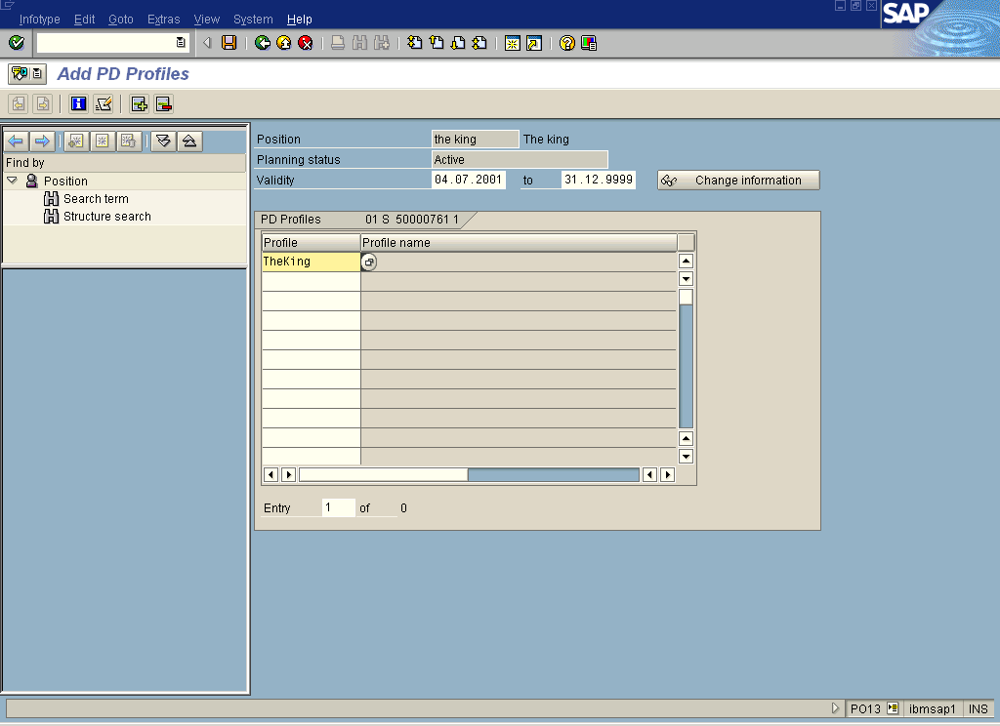 Infotype Edit Goto Extras View System Help
SAP
Add PD Profiles
Find by
Position
Search term
Structure search
Position the king The king
Planning status Active
Validity 04.07.2001 to 31.12.9999 Change information
PD Profiles 01 S 50000761 1
Profile Profile name
TheKing
Entry 1 of 0
PO13 ibmsap1 INS